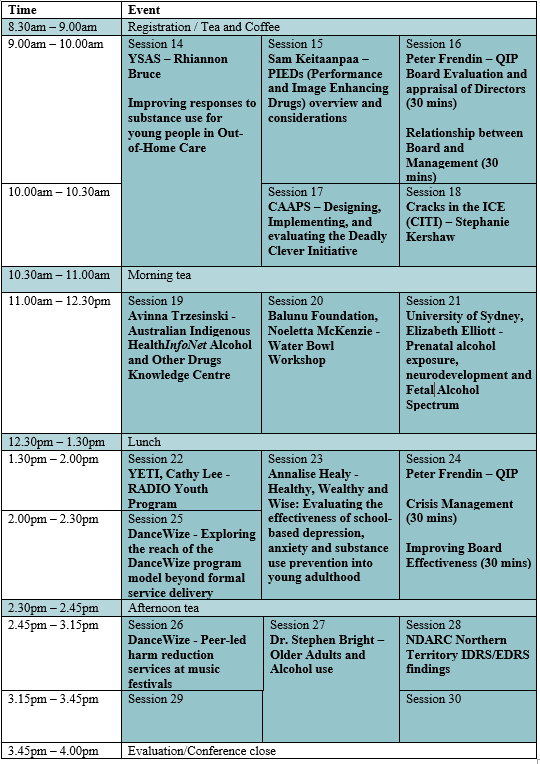 Time
Event
8.30am – 9.00am
Registration / Tea and Coffee
9.00am – 10.00am
Session 14
YSAS – Rhiannon
Bruce
Improving responses to
substance use for
young people in Out-
of-Home Care
Session 15
Sam Keitaanpaa –
PIEDs (Performance
and Image Enhancing
Drugs) overview and
considerations
Session 16
Peter Frendin – QIP
Board Evaluation and
appraisal of Directors
(30 mins)
Relationship between
Board and
Management (30
mins)
10.00am – 10.30am
Session 17
CAAPS – Designing,
Implementing, and
evaluating the Deadly
Clever Initiative
Session 18
Cracks in the ICE
(CITI) – Stephanie
Kershaw
10.30am – 11.00am
Morning tea
11.00am – 12.30pm
Session 19
Avinna Trzesinski -
Australian Indigenous
HealthInfoNet Alcohol
and Other Drugs
Knowledge Centre
Session 20
Balunu Foundation,
Noeletta McKenzie -
Water Bowl
Workshop
Session 21
University of Sydney,
Elizabeth Elliott -
Prenatal alcohol
exposure,
neurodevelopment and
Fetal Alcohol
Spectrum
12.30pm – 1.30pm
Lunch
1.30pm – 2.00pm
Session 22
YETI, Cathy Lee -
RADIO Youth
Program
Session 23
Annalise Healy -
Healthy, Wealthy and
Wise: Evaluating the
effectiveness of school-
based depression,
anxiety and substance
use prevention into
young adulthood
Session 24
Peter Frendin – QIP
Crisis Management
(30 mins)
Improving Board
Effectiveness (30 mins)
2.00pm – 2.30pm
Session 25
DanceWize - Exploring
the reach of the
DanceWize program
model beyond formal
service delivery
2.30pm – 2.45pm
Afternoon tea
2.45pm – 3.15pm
Session 26
DanceWize - Peer-led
harm reduction
services at music
festivals
Session 27
Dr. Stephen Bright –
Older Adults and
Alcohol use
Session 28
NDARC Northern
Territory IDRS/EDRS
findings
3.15pm – 3.45pm
Session 29
Session 30
3.45pm – 4.00pm
Evaluation/Conference close